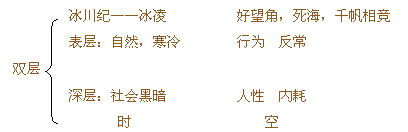 冰川纪——冰凌 好望角，死海，千帆相竞
表层：自然，寒冷 行为 反常
双层
深层：社会黑暗 人性 内耗
时 空